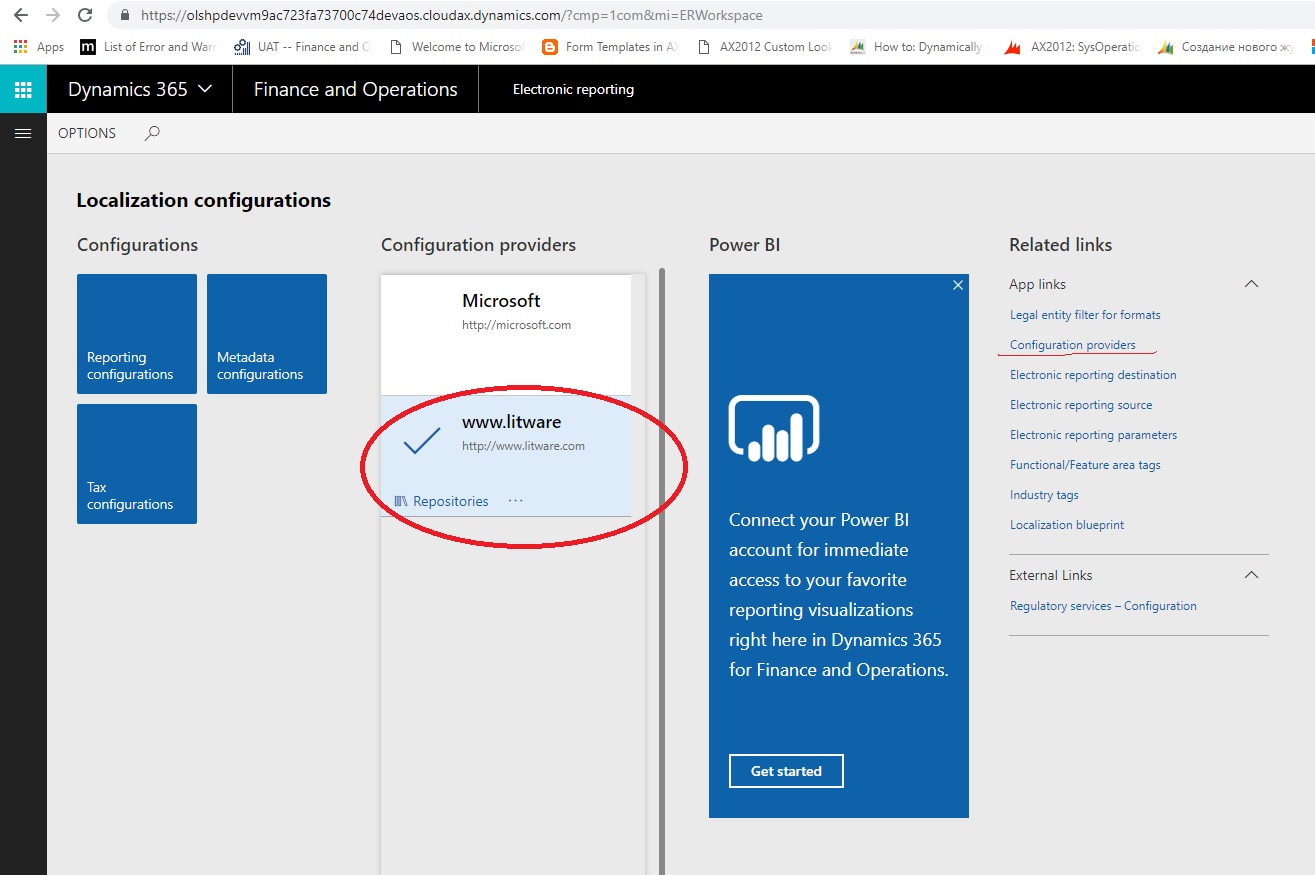 https://olshpdevvm9ac723fa73700c74devaos.cloudax.dynamics.com/?cmp=1com&mi=ERWorkspace
Apps
List of Error and Warr
UAT -- Finance and O
Welcome to Microsof
Form Templates in AX
AX2012 Custom Look
How to: Dynamically
AX2012: SysOperatio
Создание нового жу
Dynamics 365
Finance and Operations
Electronic reporting
OPTIONS
Localization configurations
Configurations
Reporting
configurations
Metadata
configurations
Tax
configurations
Configuration providers
Microsoft
http://microsoft.com
www.litware
http://www.litware.com
Repositories ...
Power BI
Connect your Power BI
account for immediate
access to your favorite
reporting visualizations
right here in Dynamics 365
for Finance and Operations.
Get started
Related links
App links
Legal entity filter for formats
Configuration providers
Electronic reporting destination
Electronic reporting source
Electronic reporting parameters
Functional/Feature area tags
Industry tags
Localization blueprint
External Links
Regulatory services – Configuration